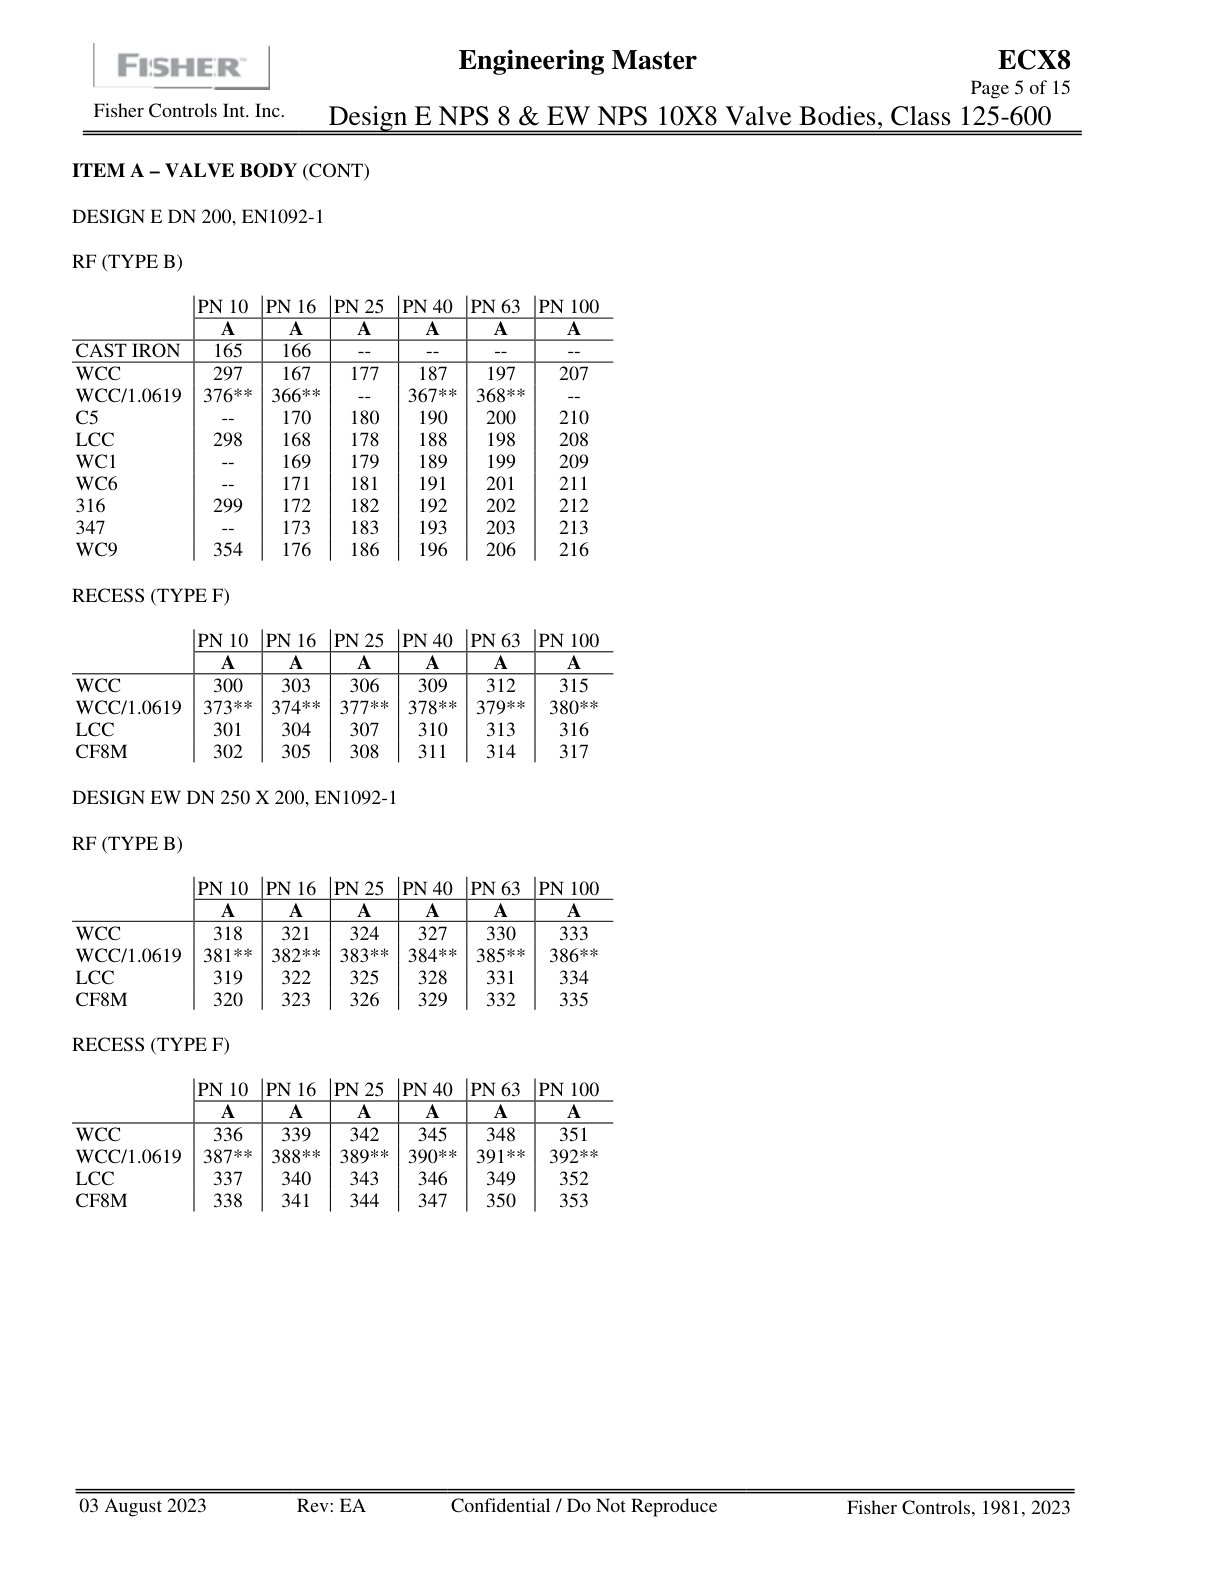 FISHER
Engineering Master
ECX8
Page 5 of 15
Fisher Controls Int. Inc.
Design E NPS 8 & EW NPS 10X8 Valve Bodies, Class 125-600
ITEM A – VALVE BODY (CONT)
DESIGN E DN 200, EN1092-1
RF (TYPE B)
PN 10 PN 16 PN 25 PN 40 PN 63 PN 100
A A A A A A
CAST IRON 165 166 -- -- -- --
WCC 297 167 177 187 197 207
WCC/1.0619 376** 366** -- 367** 368** --
C5 -- 170 180 190 200 210
LCC 298 168 178 188 198 208
WC1 -- 169 179 189 199 209
WC6 -- 171 181 191 201 211
316 299 172 182 192 202 212
347 -- 173 183 193 203 213
WC9 354 176 186 196 206 216
RECESS (TYPE F)
PN 10 PN 16 PN 25 PN 40 PN 63 PN 100
A A A A A A
WCC 300 303 306 309 312 315
WCC/1.0619 373** 374** 377** 378** 379** 380**
LCC 301 304 307 310 313 316
CF8M 302 305 308 311 314 317
DESIGN EW DN 250 X 200, EN1092-1
RF (TYPE B)
PN 10 PN 16 PN 25 PN 40 PN 63 PN 100
A A A A A A
WCC 318 321 324 327 330 333
WCC/1.0619 381** 382** 383** 384** 385** 386**
LCC 319 322 325 328 331 334
CF8M 320 323 326 329 332 335
RECESS (TYPE F)
PN 10 PN 16 PN 25 PN 40 PN 63 PN 100
A A A A A A
WCC 336 339 342 345 348 351
WCC/1.0619 387** 388** 389** 390** 391** 392**
LCC 337 340 343 346 349 352
CF8M 338 341 344 347 350 353
03 August 2023 Rev: EA Confidential / Do Not Reproduce Fisher Controls, 1981, 2023